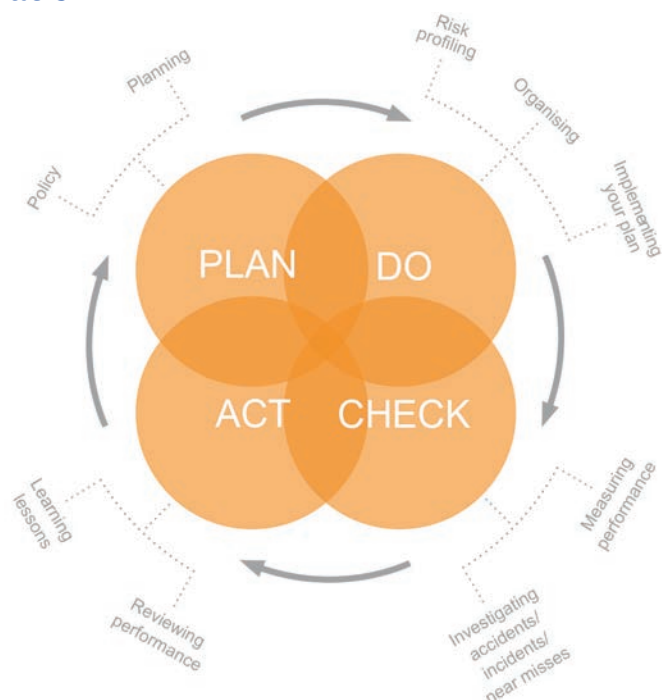 Policy
Planning
Risk
profiling
Organising
Implementing
your plan
PLAN
DO
ACT
CHECK
Measuring
performance
Investigating
accidents/
incidents/
near misses
Reviewing
performance
Learning
lessons